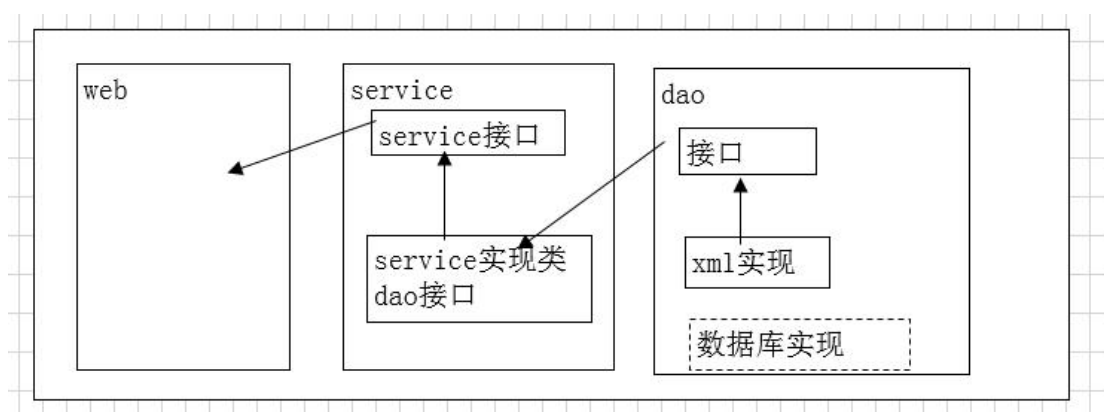 web
service
service接口
service实现类
dao接口
dao
接口
xml实现
数据库实现